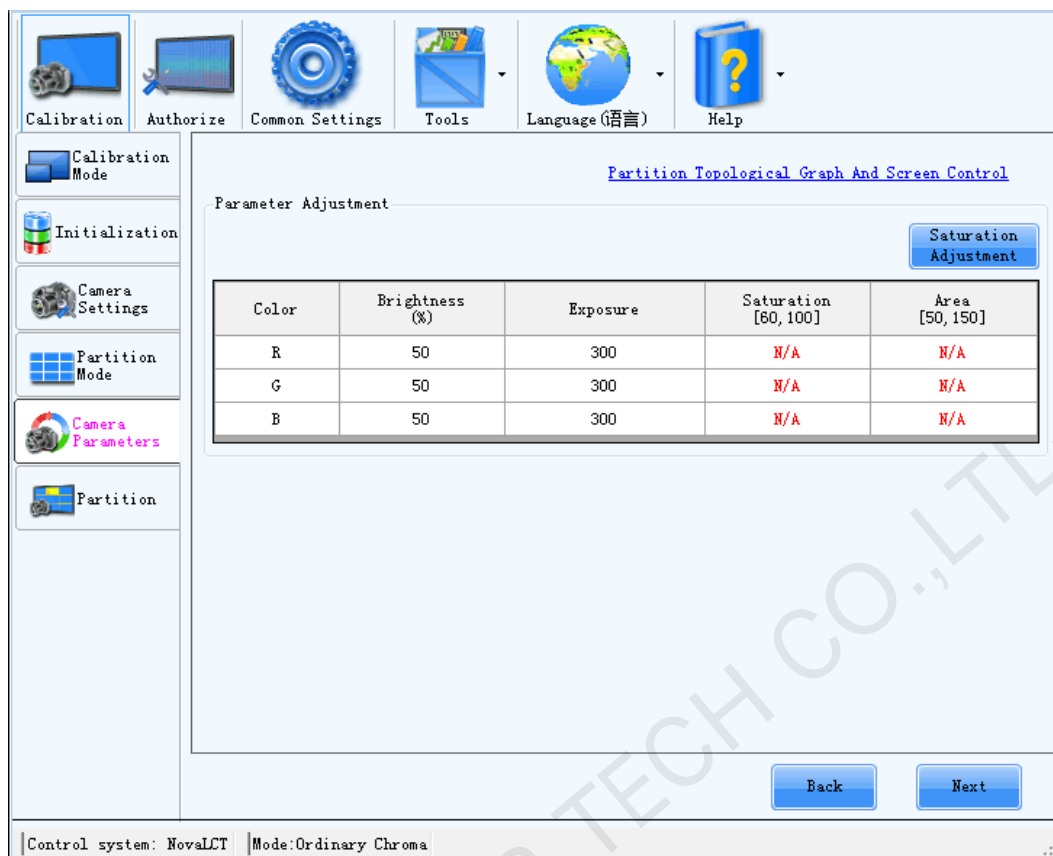 Calibration Authorize Common Settings Tools Language(语言) Help
Calibration
Mode
Initialization
Camera
Settings
Partition
Mode
Camera
Parameters
Partition
Partition Topological Graph And Screen Control
Parameter Adjustment
Saturation
Adjustment
Color Brightness (%) Exposure Saturation [60, 100] Area [50, 150]
R 50 300 N/A N/A
G 50 300 N/A N/A
B 50 300 N/A N/A
Back Next
Control system: NovaLCT Mode:Ordinary Chroma
TECH CO.,LT